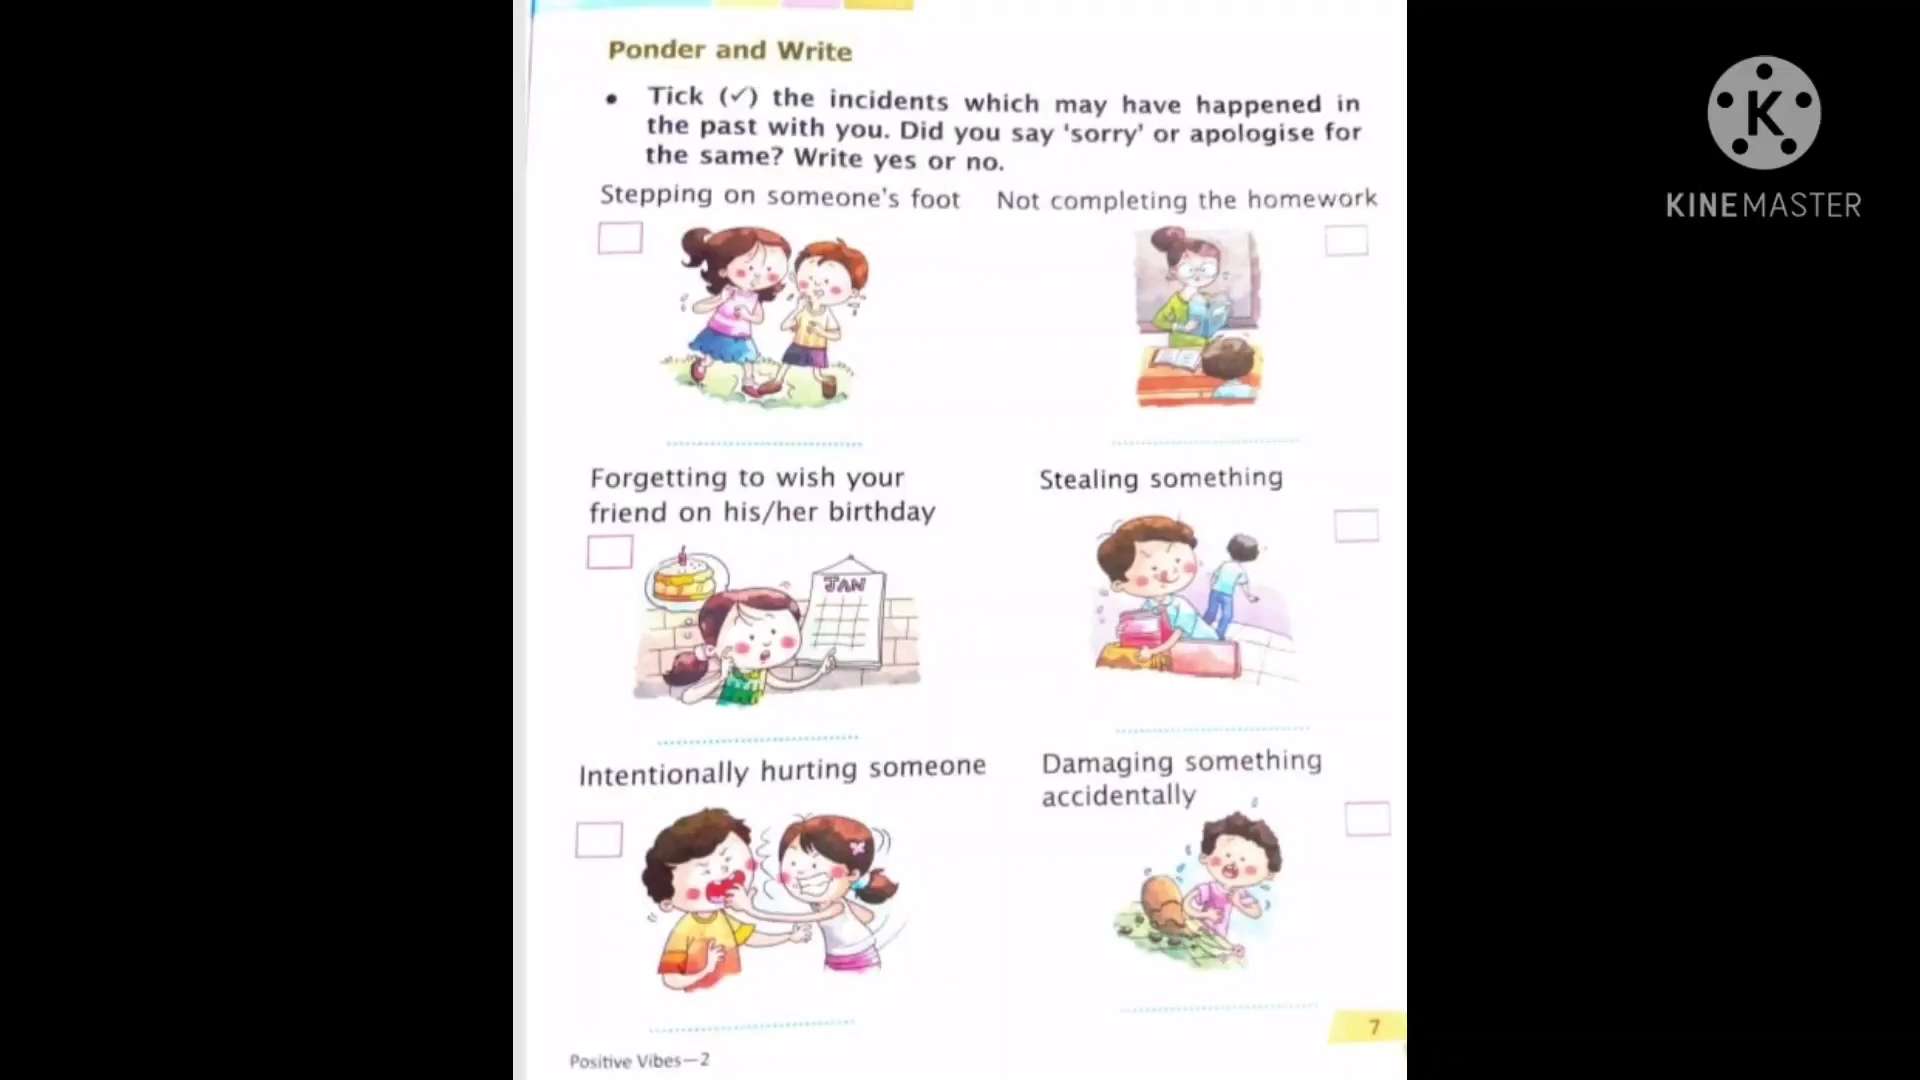 Ponder and Write
• Tick (✓) the incidents which may have happened in
the past with you. Did you say 'sorry' or apologise for
the same? Write yes or no.
Stepping on someone's foot
Not completing the homework
Forgetting to wish your
friend on his/her birthday
JAN
Stealing something
Intentionally hurting someone
Damaging something
accidentally
7
Positive Vibes—2
K
KINEMASTER